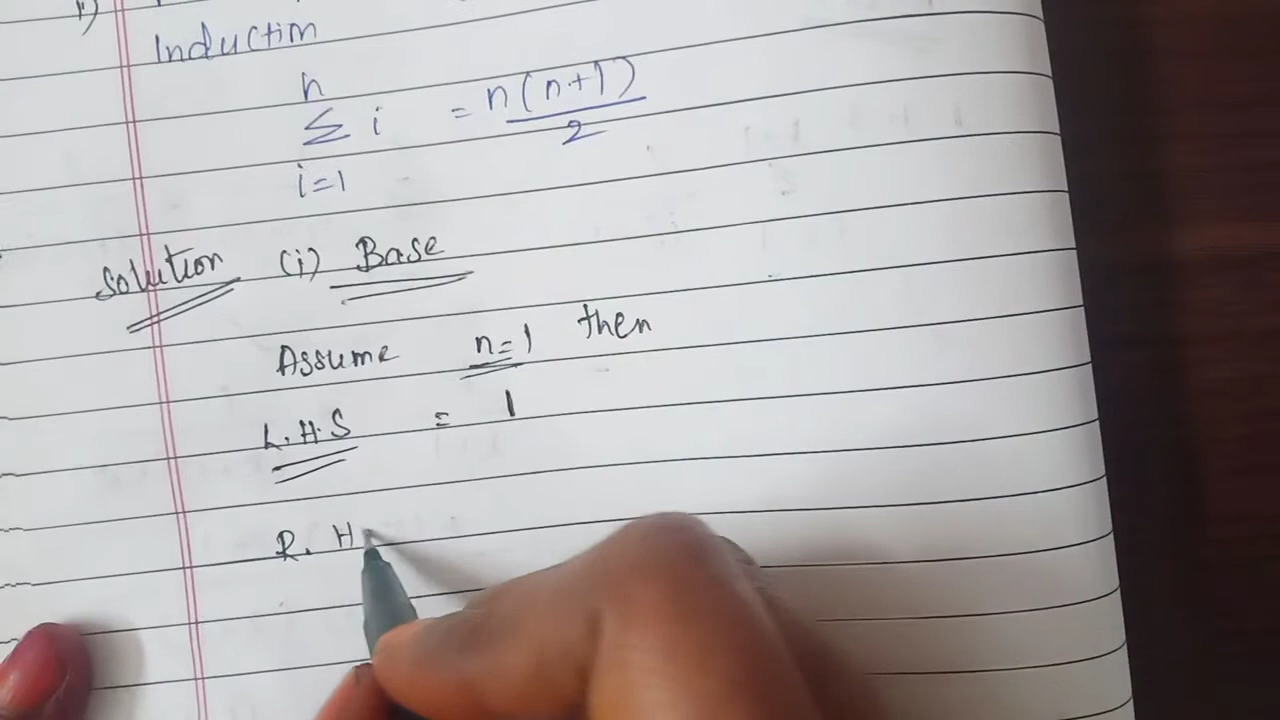 i)
Induction
n
Σ i = n(n+1)
2
i=1
Solution (i) Base
Assume n=1 then
L.H.S = 1
R. H